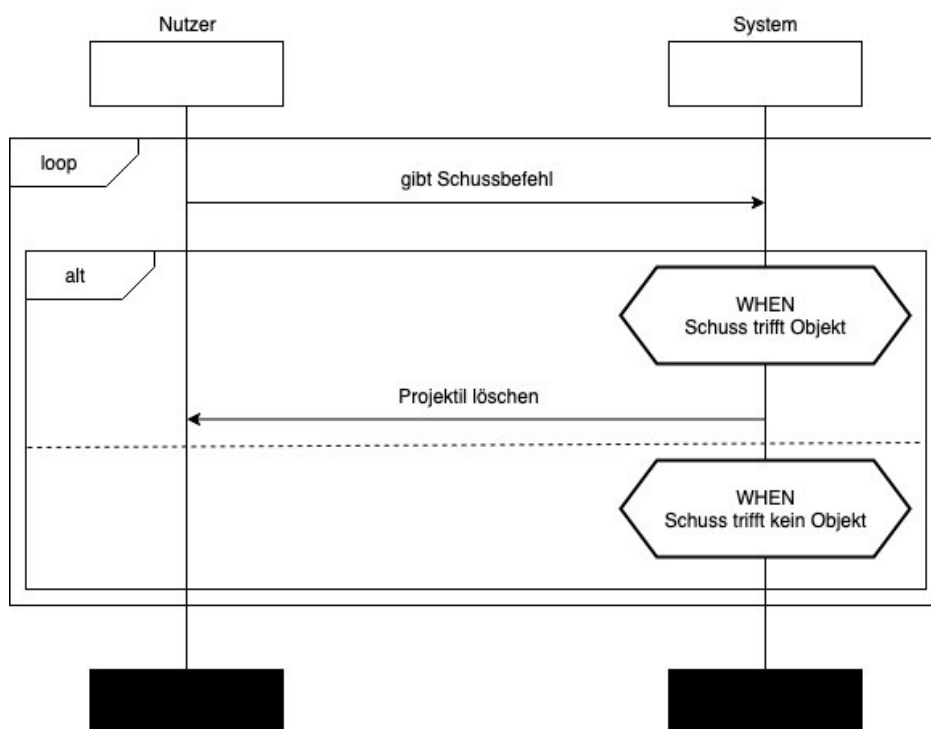 Nutzer
System
loop
gibt Schussbefehl
alt
WHEN
Schuss trifft Objekt
Projektil löschen
WHEN
Schuss trifft kein Objekt